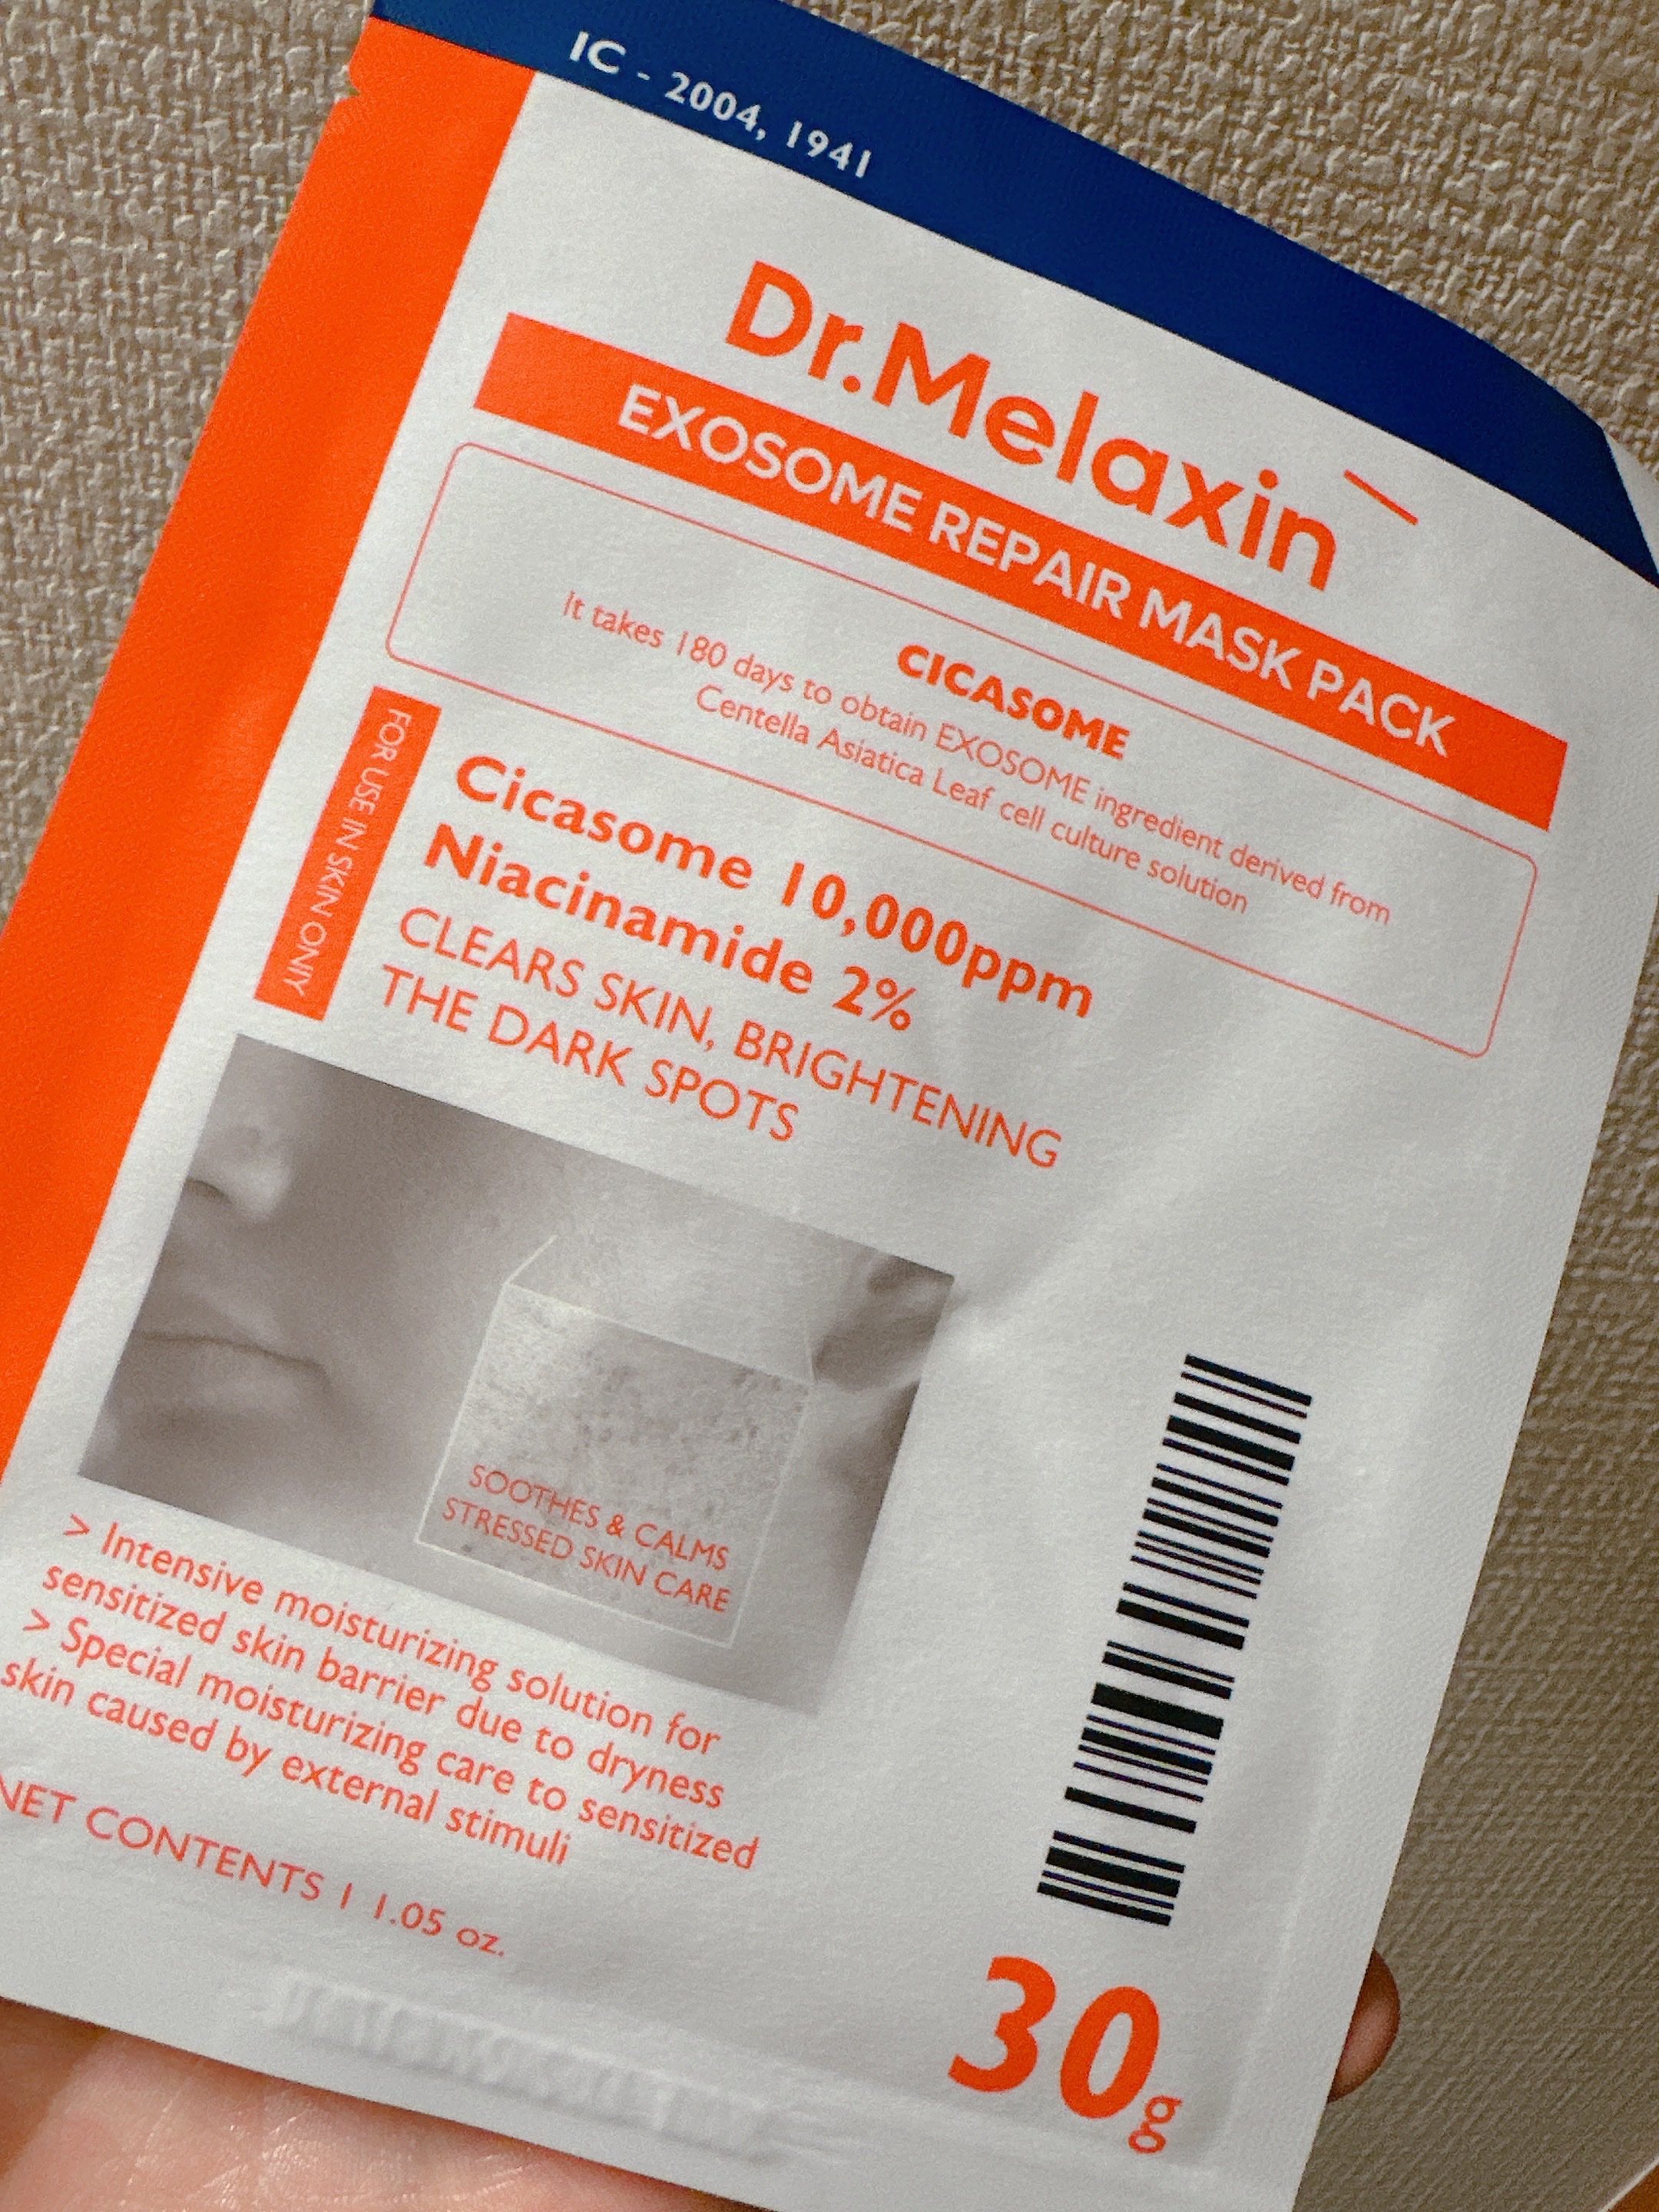 IC - 2004, 1941
Dr.Melaxin
EXOSOME REPAIR MASK PACK
CICASOME
It takes 180 days to obtain EXOSOME ingredient derived from
Centella Asiatica Leaf cell culture solution
FOR USE IN SKIN ONlY
Cicasome 10,000ppm
Niacinamide 2%
CLEARS SKIN, BRIGHTENING
THE DARK SPOTS
SOOTHES & CALMS
STRESSED SKIN CARE
> Intensive moisturizing solution for
sensitized skin barrier due to dryness
> Special moisturizing care to sensitized
skin caused by external stimuli
NET CONTENTS I 1.05 oz.
30g